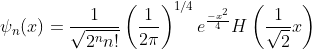 \psi_n(x) = \frac{1}{\sqrt{2^n n!}} \left( \frac{1}{2\pi} \right)^{1/4} e^{\frac{-x^2}{4}} H \left( \frac{1}{\sqrt{2}} x \right)